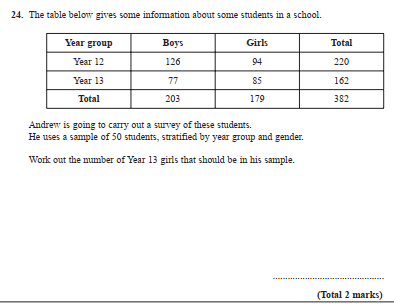 24. The table below gives some information about some students in a school.
Year group Boys Girls Total
Year 12 126 94 220
Year 13 77 85 162
Total 203 179 382
Andrew is going to carry out a survey of these students.
He uses a sample of 50 students, stratified by year group and gender.
Work out the number of Year 13 girls that should be in his sample.
(Total 2 marks)